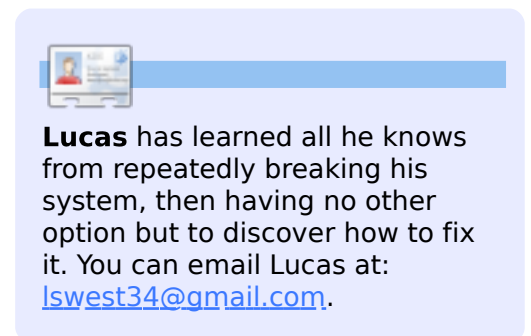 Lucas has learned all he knows
from repeatedly breaking his
system, then having no other
option but to discover how to fix
it. You can email Lucas at:
lswest34@gmail.com.